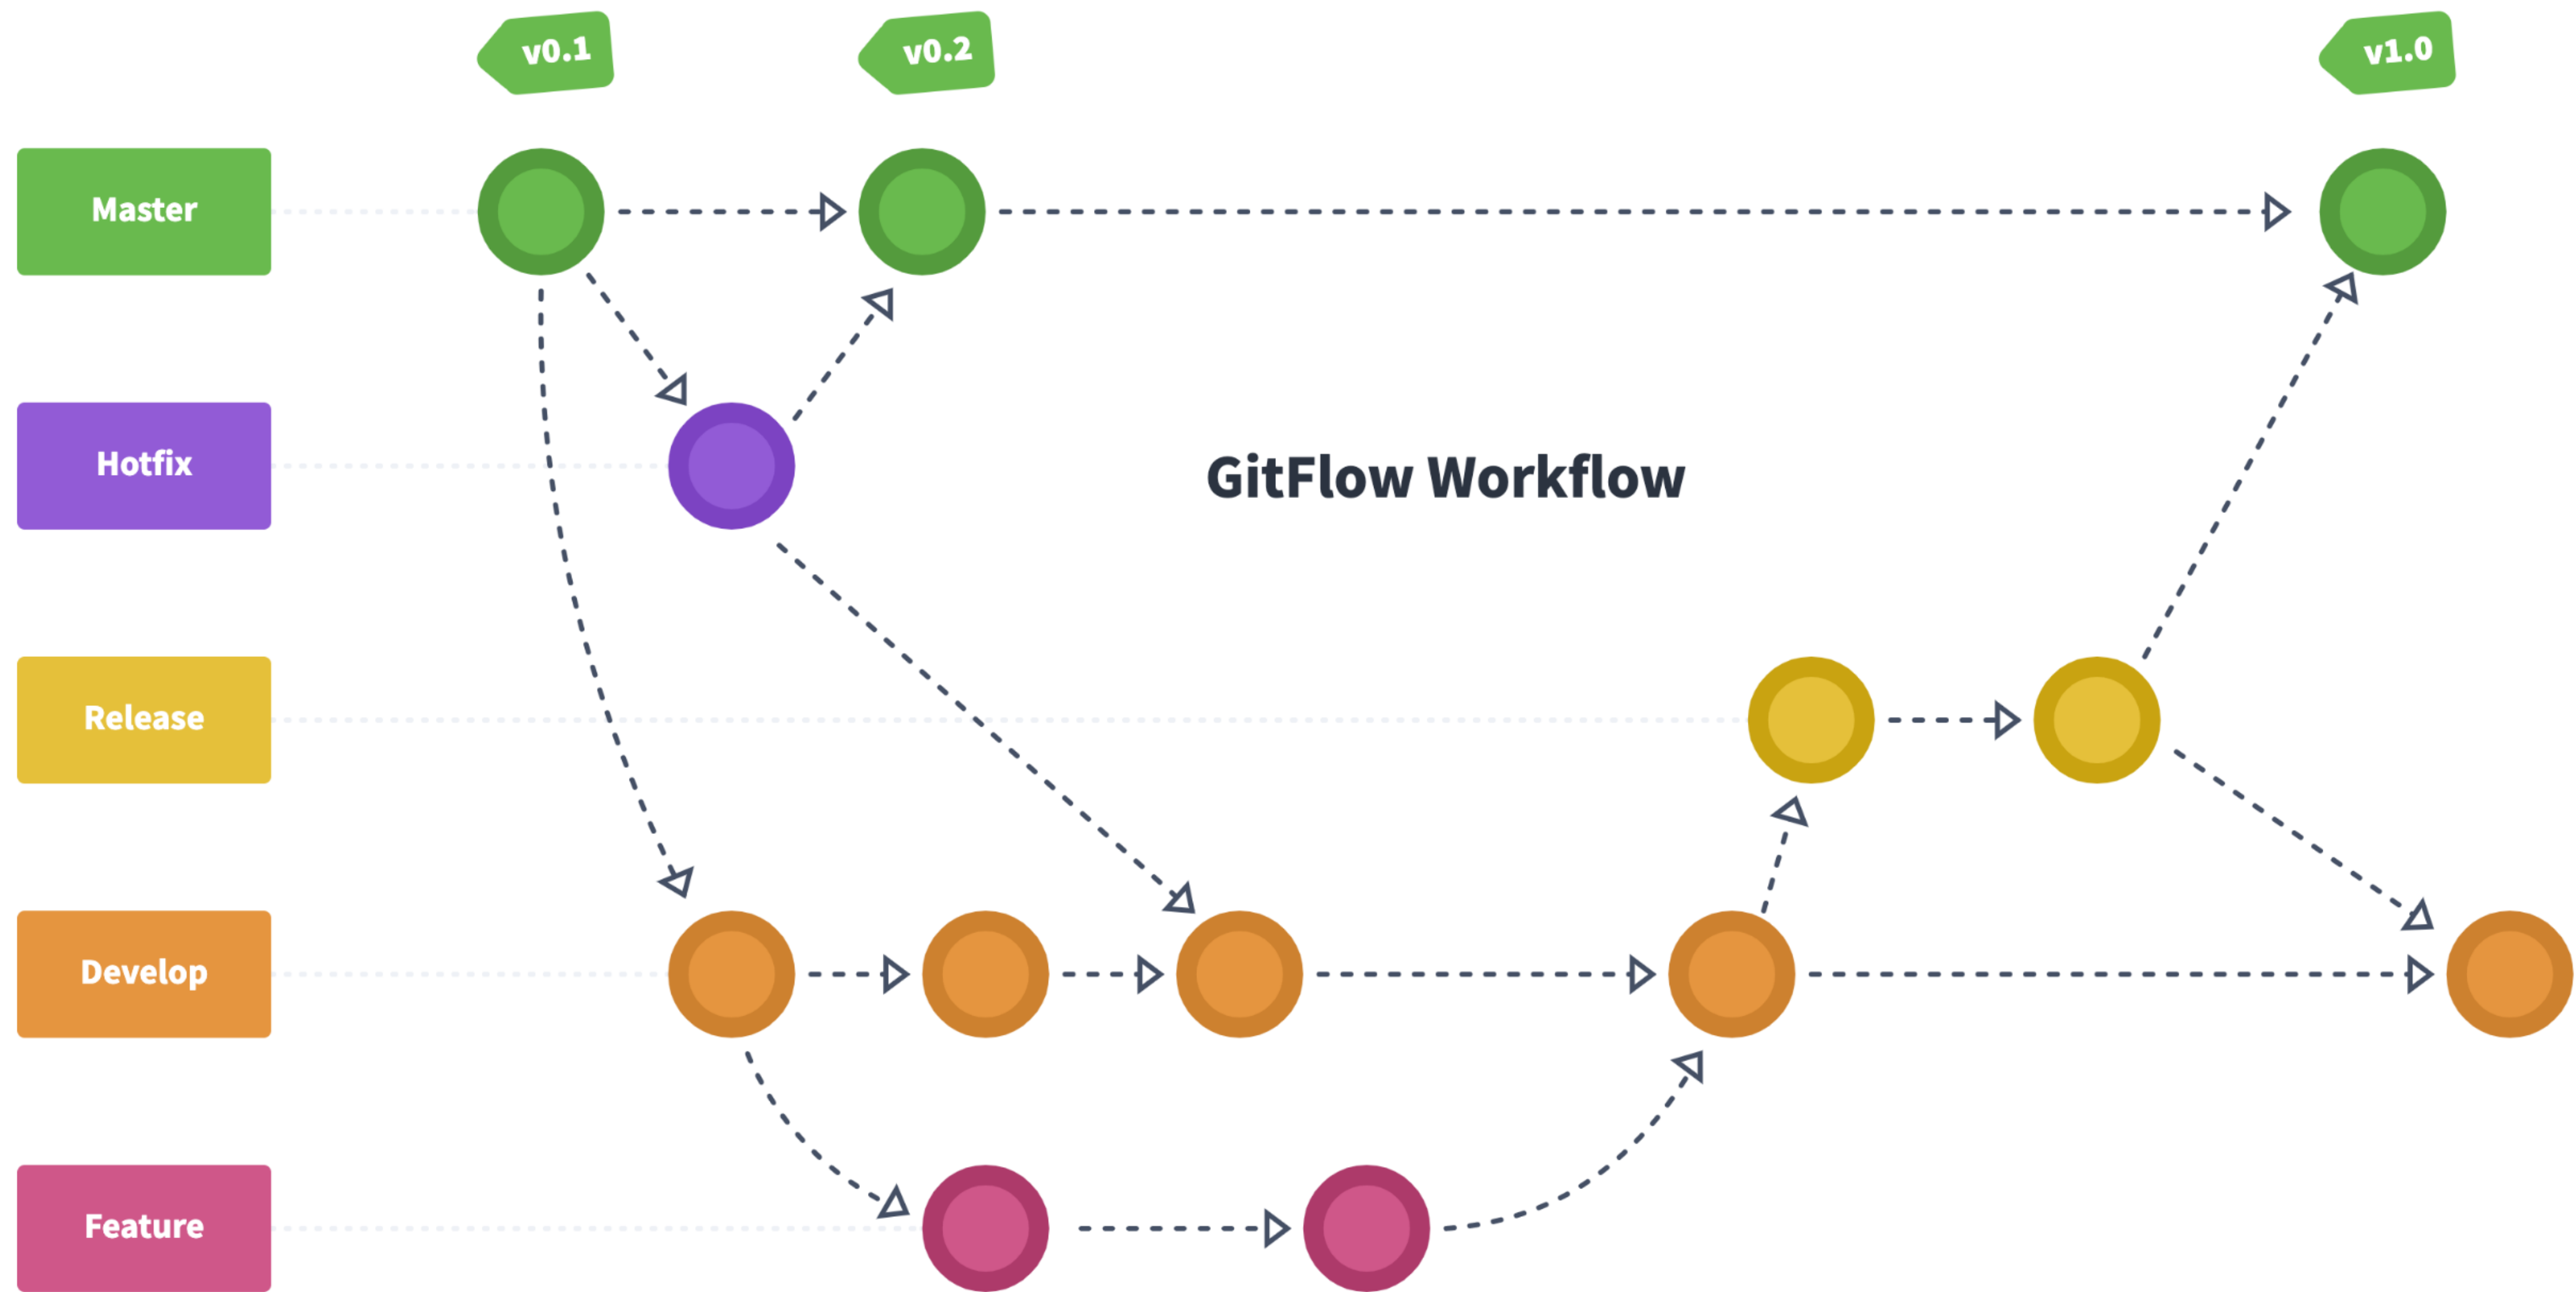 v0.1
v0.2
v1.0
Master
Hotfix
GitFlow Workflow
Release
Develop
Feature